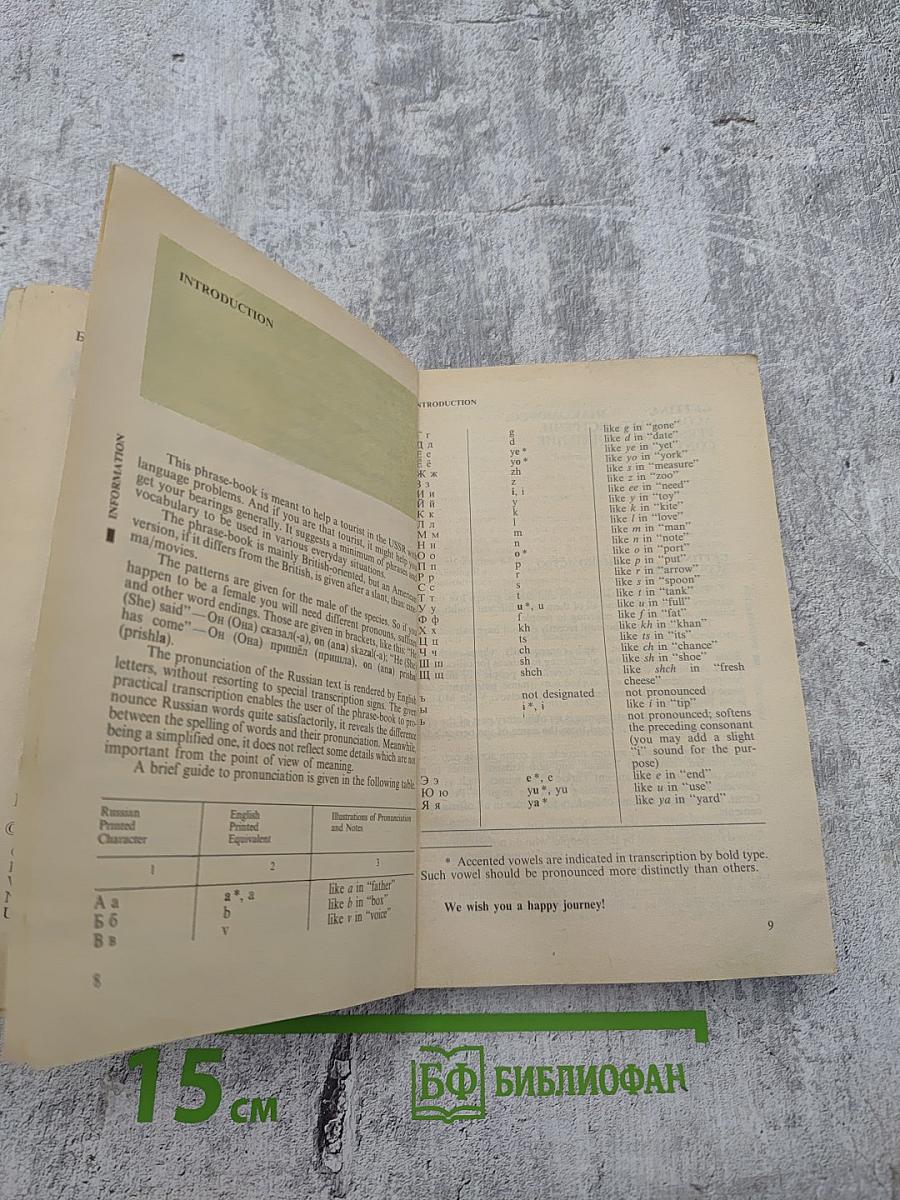 INTRODUCTION
INFORMATION
This phrase-book is meant to help a tourist in the USSR with
language problems. And if you are that tourist, it might help you
get your bearings generally. It suggests a minimum of phrases and
vocabulary to be used in various everyday situations.
The phrase-book is mainly British-oriented, but an American
version, if it differs from the British, is given after a slant, thus:
ma/movies.
The patterns are given for the male of the species. So if you
happen to be a female you will need different pronouns, suffixes
and other word endings. Those are given in brackets, like this: "He
(She) said"—Он (Она) сказал(-а), on (ana) skazal(-a); "He (She)
has come"—Он (Она) пришёл (пришла), on (ana)
(prishla).
The pronunciation of the Russian text is rendered by English
letters, without resorting to special transcription signs. The given
practical transcription enables the user of the phrase-book to pro-
nounce Russian words quite satisfactorily, it reveals the difference
between the spelling of words and their pronunciation. Meanwhile,
being a simplified one, it does not reflect some details which are not
important from the point of view of meaning.
A brief guide to pronunciation is given in the following table.
Russian Printed Character | English Printed Equivalent | Illustrations of Pronunciation and Notes
1 2 3
А а a*, a like a in "father"
Б б b like b in "box"
В в v like v in "voice"
8
NTRODUCTION
г g like g in "gone"
д d like d in "date"
Е е ye* like ye in "yet"
Ё ё yo* like yo in "york"
Ж ж zh like s in "measure"
З з z like z in "zoo"
И и i, i like ee in "need"
Й й y like y in "toy"
К к k like k in "kite"
Л л l like l in "love"
М м m like m in "man"
Н н n like n in "note"
О о o* like o in "port"
П п p like p in "put"
Р р r like r in "arrow"
С с s like s in "spoon"
Т т t like t in "tank"
У у u*, u like u in "full"
Ф ф f like f in "fat"
Х х kh like kh in "khan"
Ц ц ts like ts in "its"
Ч ч ch like ch in "chance"
Ш ш sh like sh in "shoe"
Щ щ shch like shch in "fresh
cheese"
ъ not designated not pronounced
ы i*, i like i in "tip"
ь not pronounced; softens
the preceding consonant
(you may add a slight
"i" sound for the pur-
pose)
Э э e*, e like e in "end"
Ю ю yu*, yu like u in "use"
Я я ya* like ya in "yard"
* Accented vowels are indicated in transcription by bold type.
Such vowel should be pronounced more distinctly than others.
We wish you a happy journey!
9
15 см
БФ БИБЛИОФАН